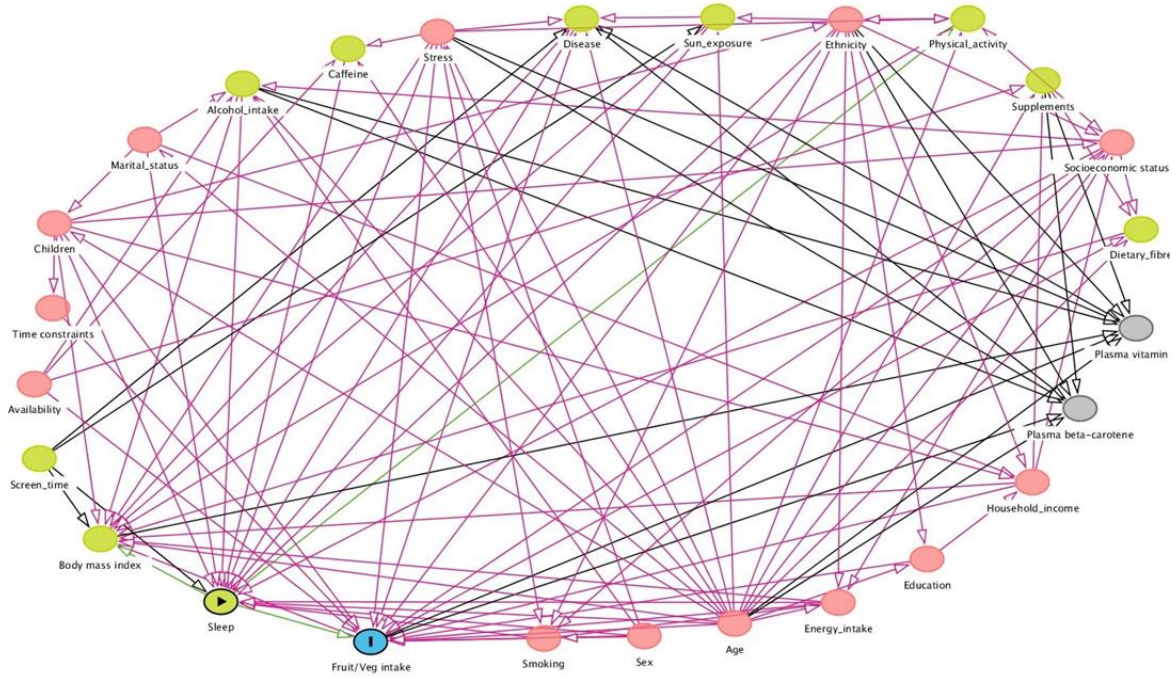 Disease
Sun_exposure
Ethnicity
Physical_activity
Stress
Caffeine
Alcohol_intake
Supplements
Marital_status
Socioeconomic status
Children
Dietary_fibre
Time constraints
Plasma vitamin
Availability
Plasma beta-carotene
Screen_time
Household_income
Body mass index
Education
Sleep
Energy_intake
Fruit/Veg intake
Smoking
Sex
Age